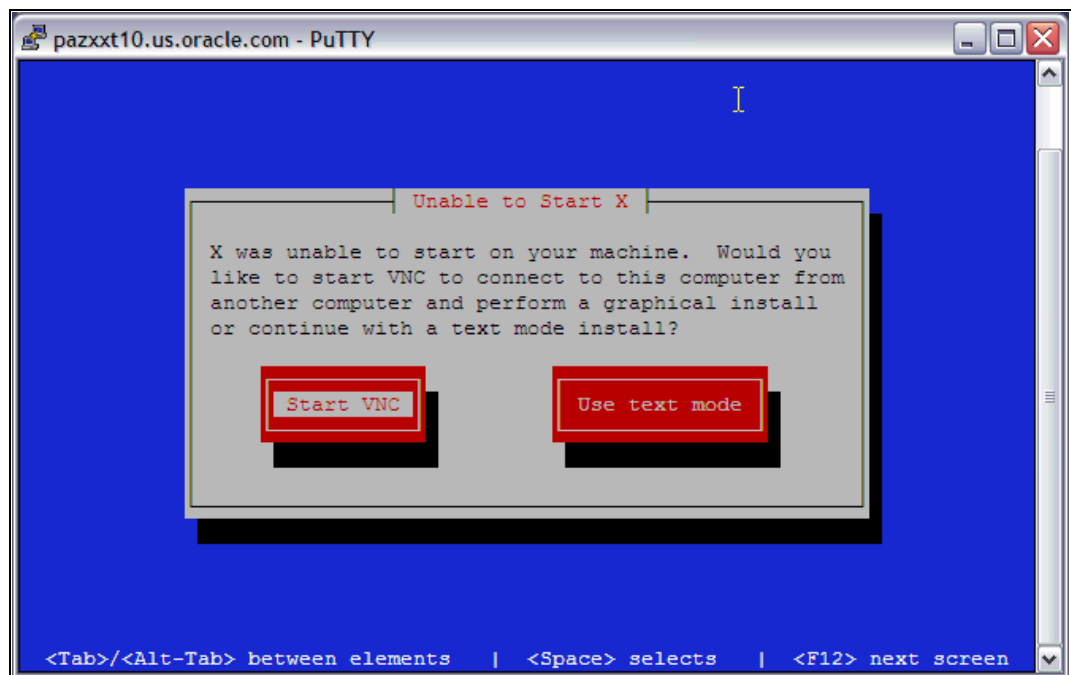 pazxxt10.us.oracle.com - PuTTY
Unable to Start X
X was unable to start on your machine.  Would you
like to start VNC to connect to this computer from
another computer and perform a graphical install
or continue with a text mode install?
Start VNC    Use text mode
<Tab>/<Alt-Tab> between elements   |  <Space> selects   |  <F12> next screen